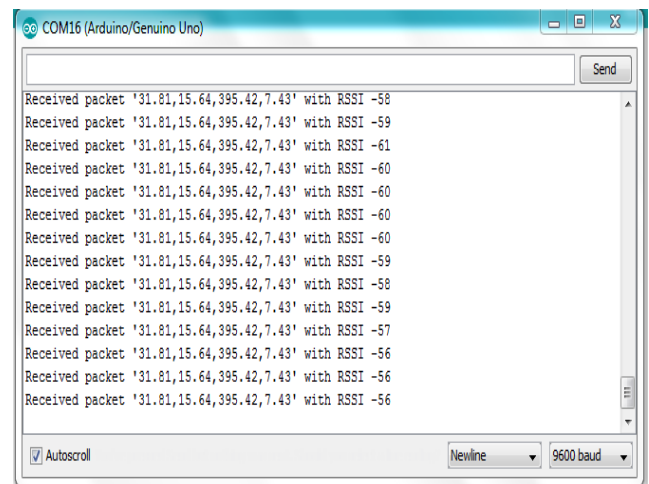 COM16 (Arduino/Genuino Uno)
Send
Received packet '31.81,15.64,395.42,7.43' with RSSI -58
Received packet '31.81,15.64,395.42,7.43' with RSSI -59
Received packet '31.81,15.64,395.42,7.43' with RSSI -61
Received packet '31.81,15.64,395.42,7.43' with RSSI -60
Received packet '31.81,15.64,395.42,7.43' with RSSI -60
Received packet '31.81,15.64,395.42,7.43' with RSSI -60
Received packet '31.81,15.64,395.42,7.43' with RSSI -60
Received packet '31.81,15.64,395.42,7.43' with RSSI -59
Received packet '31.81,15.64,395.42,7.43' with RSSI -58
Received packet '31.81,15.64,395.42,7.43' with RSSI -59
Received packet '31.81,15.64,395.42,7.43' with RSSI -57
Received packet '31.81,15.64,395.42,7.43' with RSSI -56
Received packet '31.81,15.64,395.42,7.43' with RSSI -56
Received packet '31.81,15.64,395.42,7.43' with RSSI -56
Autoscroll Newline 9600 baud